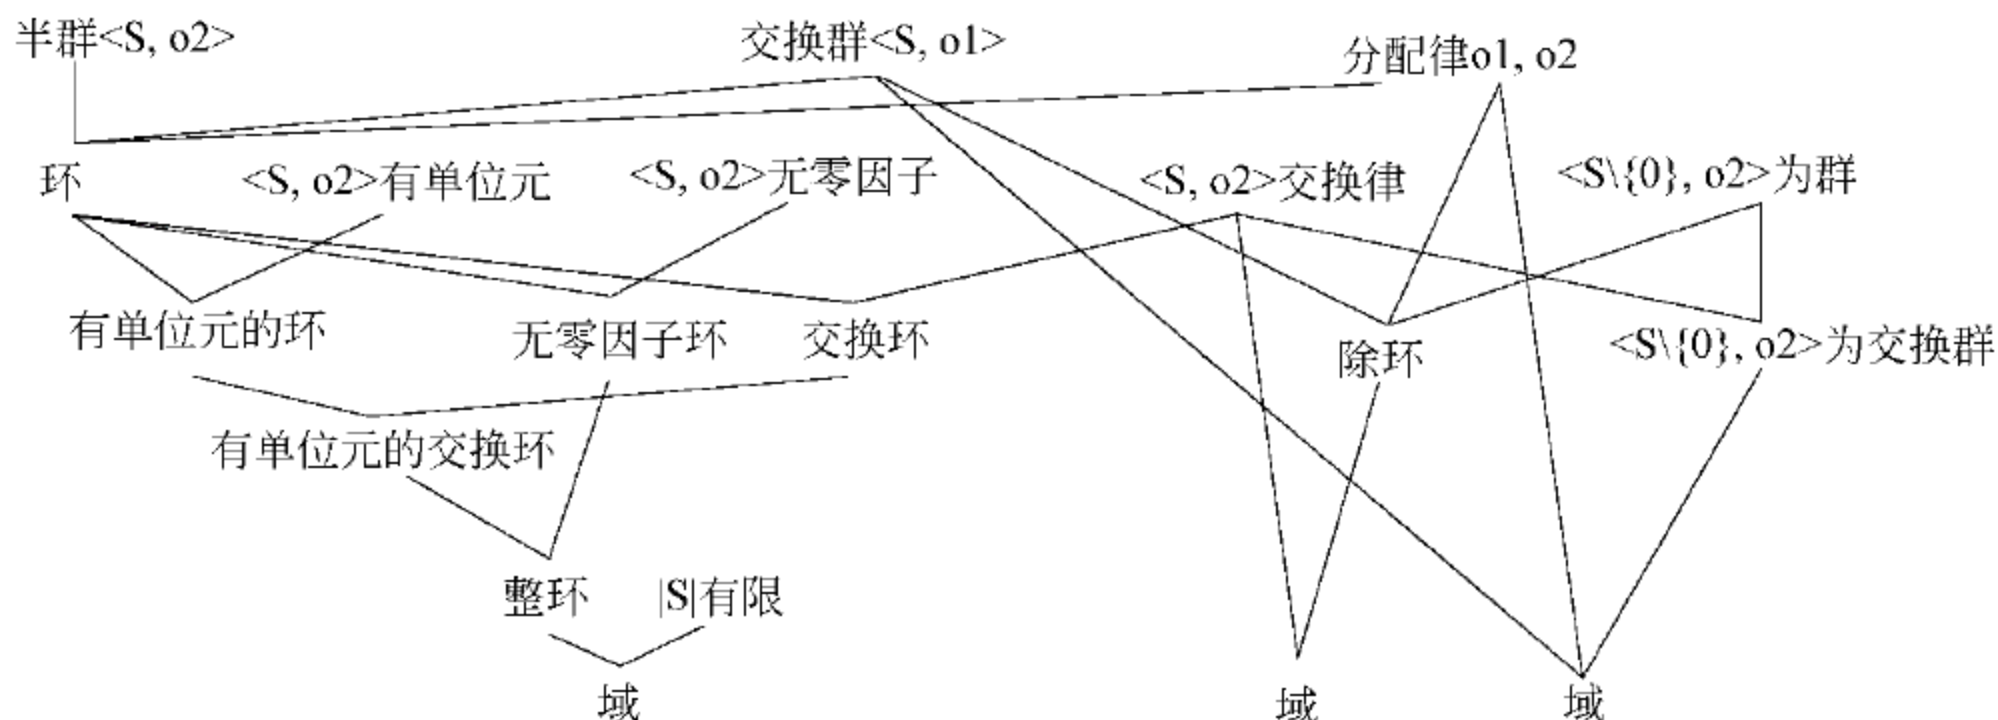 半群<S, o2>
交换群<S, o1>
分配律o1, o2
环
<S, o2>有单位元
<S, o2>无零因子
<S, o2>交换律
<S\{0}, o2>为群
有单位元的环
无零因子环
交换环
除环
<S\{0}, o2>为交换群
有单位元的交换环
整环
|S|有限
域
域
域